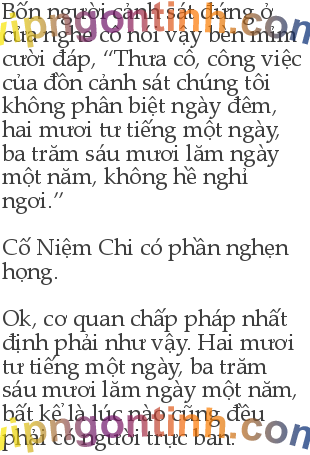 Bốn người cảnh sát đứng ở
cửa nghe cô nói vậy bèn mỉm
cười đáp, “Thưa cô, công việc
của đồn cảnh sát chúng tôi
không phân biệt ngày đêm,
hai mươi tư tiếng một ngày,
ba trăm sáu mươi lăm ngày
một năm, không hề nghỉ
ngơi.”
Cố Niệm Chi có phần nghẹn
họng.
Ok, cơ quan chấp pháp nhất
định phải như vậy. Hai mươi
tư tiếng một ngày, ba trăm
sáu mươi lăm ngày một năm,
bất kể là lúc nào cũng đều
phải có người trực ban.